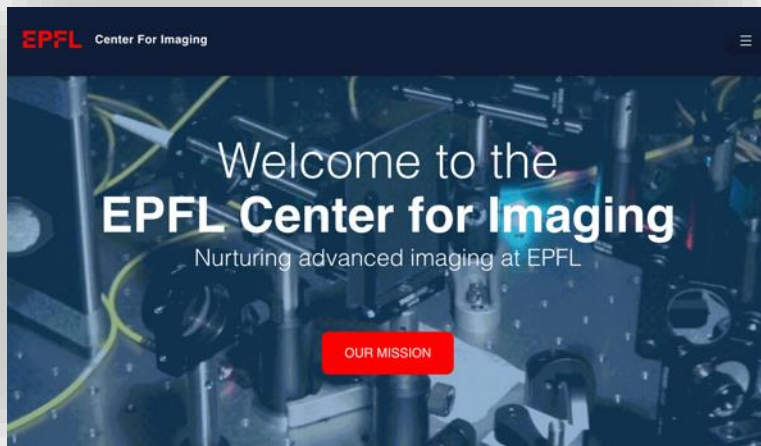 EPFL Center For Imaging
Welcome to the
EPFL Center for Imaging
Nurturing advanced imaging at EPFL
OUR MISSION